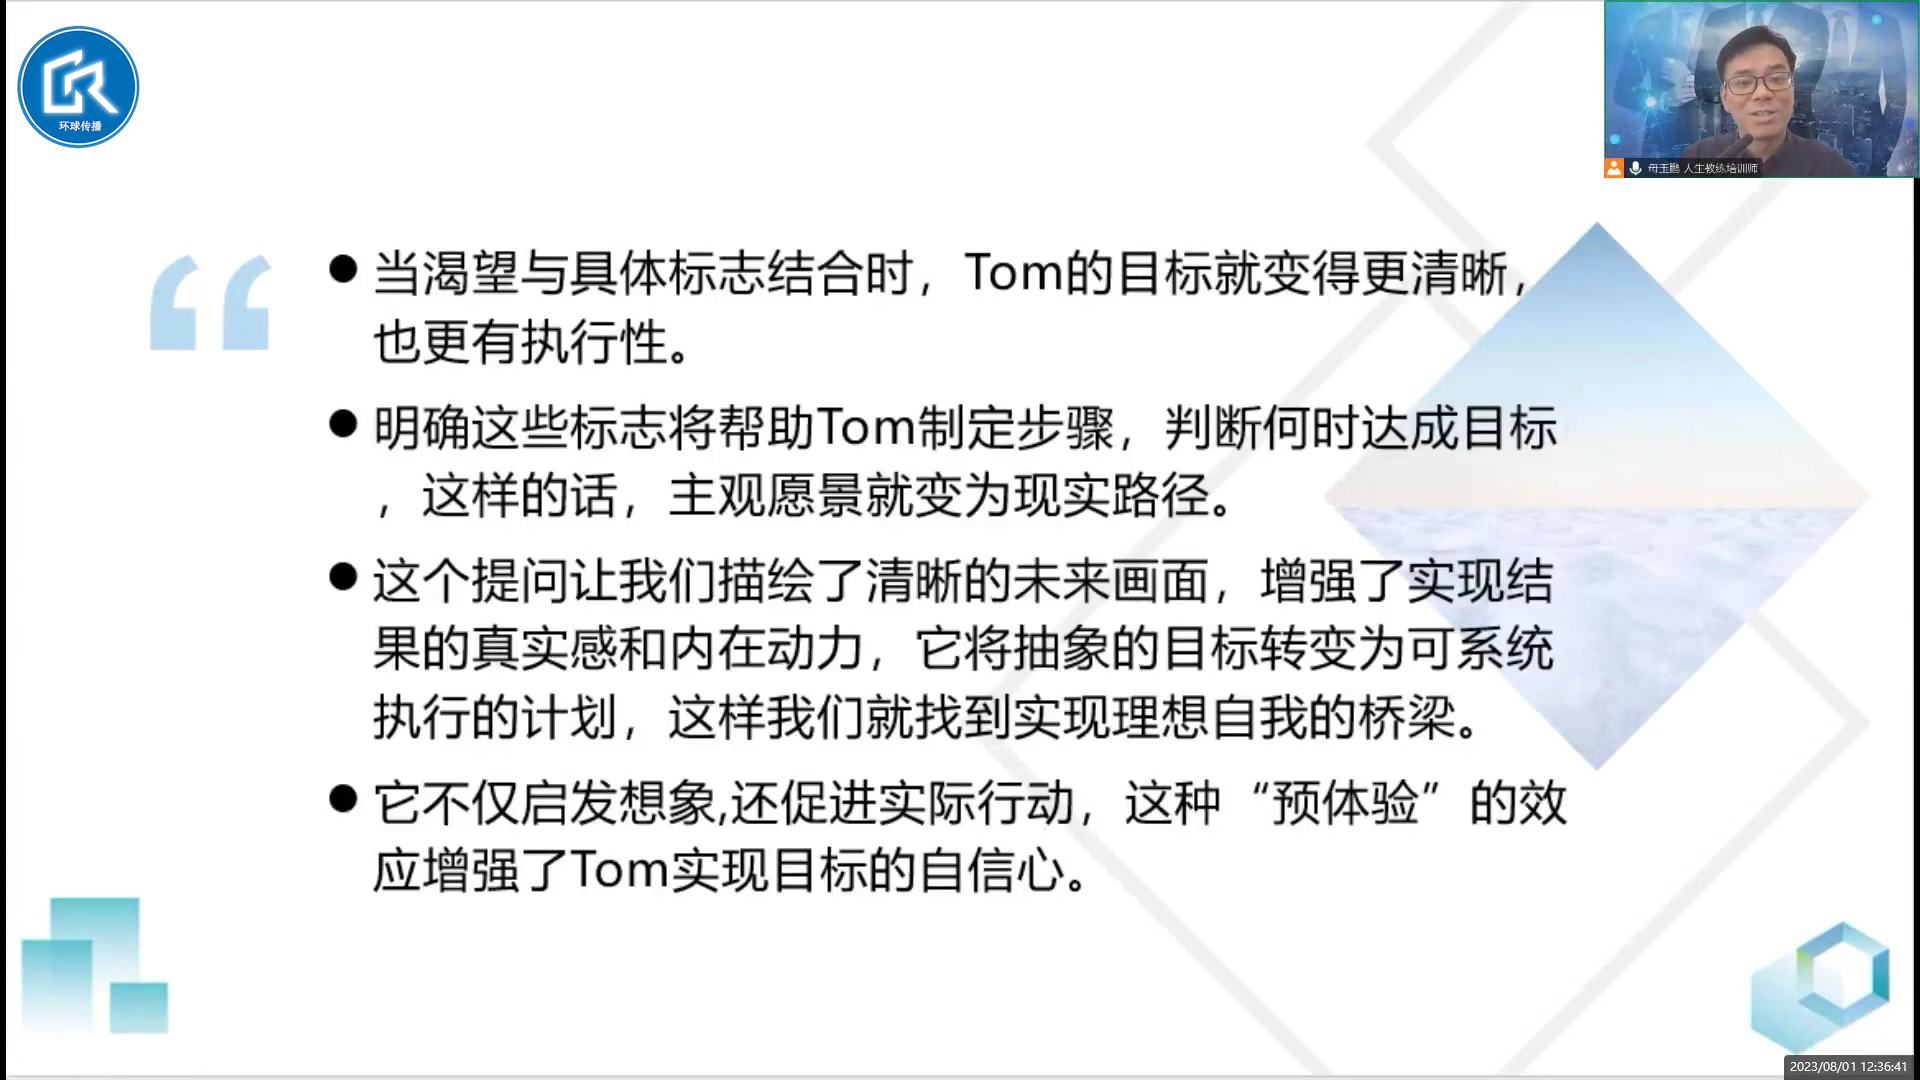 环球传播
母玉鹏 人生教练培训师
当渴望与具体标志结合时，Tom的目标就变得更清晰，
也更有执行性。
明确这些标志将帮助Tom制定步骤，判断何时达成目标
，这样的话，主观愿景就变为现实路径。
这个提问让我们描绘了清晰的未来画面，增强了实现结
果的真实感和内在动力，它将抽象的目标转变为可系统
执行的计划，这样我们就找到实现理想自我的桥梁。
它不仅启发想象,还促进实际行动，这种“预体验”的效
应增强了Tom实现目标的自信心。
2023/08/01 12:36:41